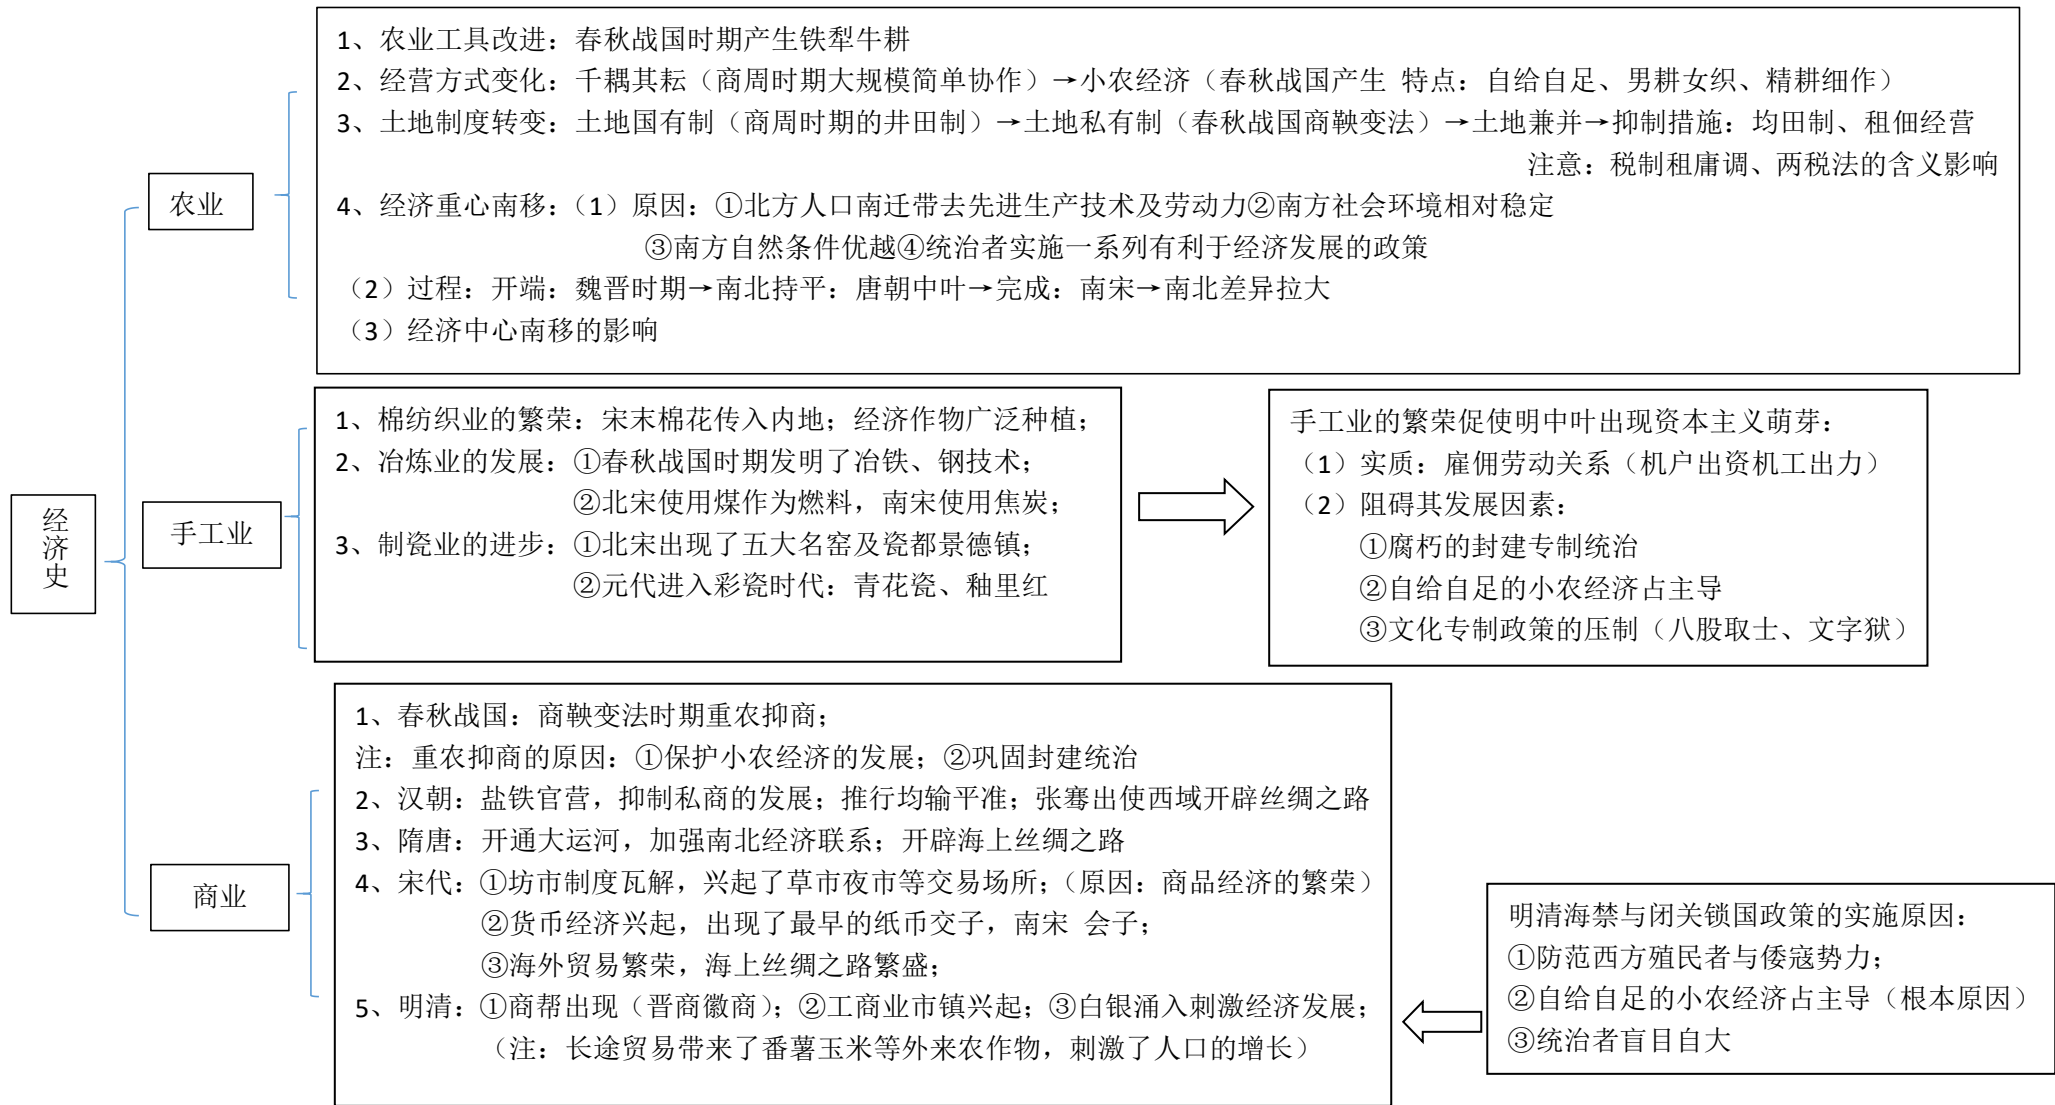 经济史
农业
1、农业工具改进：春秋战国时期产生铁犁牛耕
2、经营方式变化：千耦其耘（商周时期大规模简单协作）→小农经济（春秋战国产生 特点：自给自足、男耕女织、精耕细作）
3、土地制度转变：土地国有制（商周时期的井田制）→土地私有制（春秋战国商鞅变法）→土地兼并→抑制措施：均田制、租佃经营
注意：税制租庸调、两税法的含义影响
4、经济重心南移：（1）原因：①北方人口南迁带去先进生产技术及劳动力②南方社会环境相对稳定
③南方自然条件优越④统治者实施一系列有利于经济发展的政策
（2）过程：开端：魏晋时期→南北持平：唐朝中叶→完成：南宋→南北差异拉大
（3）经济中心南移的影响
手工业
1、棉纺织业的繁荣：宋末棉花传入内地；经济作物广泛种植；
2、冶炼业的发展：①春秋战国时期发明了冶铁、钢技术；
②北宋使用煤作为燃料，南宋使用焦炭；
3、制瓷业的进步：①北宋出现了五大名窑及瓷都景德镇；
②元代进入彩瓷时代：青花瓷、釉里红
手工业的繁荣促使明中叶出现资本主义萌芽：
（1）实质：雇佣劳动关系（机户出资机工出力）
（2）阻碍其发展因素：
①腐朽的封建专制统治
②自给自足的小农经济占主导
③文化专制政策的压制（八股取士、文字狱）
商业
1、春秋战国：商鞅变法时期重农抑商；
注：重农抑商的原因：①保护小农经济的发展；②巩固封建统治
2、汉朝：盐铁官营，抑制私商的发展；推行均输平准；张骞出使西域开辟丝绸之路
3、隋唐：开通大运河，加强南北经济联系；开辟海上丝绸之路
4、宋代：①坊市制度瓦解，兴起了草市夜市等交易场所；（原因：商品经济的繁荣）
②货币经济兴起，出现了最早的纸币交子，南宋 会子；
③海外贸易繁荣，海上丝绸之路繁盛；
5、明清：①商帮出现（晋商徽商）；②工商业市镇兴起；③白银涌入刺激经济发展；
（注：长途贸易带来了番薯玉米等外来农作物，刺激了人口的增长）
明清海禁与闭关锁国政策的实施原因：
①防范西方殖民者与倭寇势力；
②自给自足的小农经济占主导（根本原因）
③统治者盲目自大